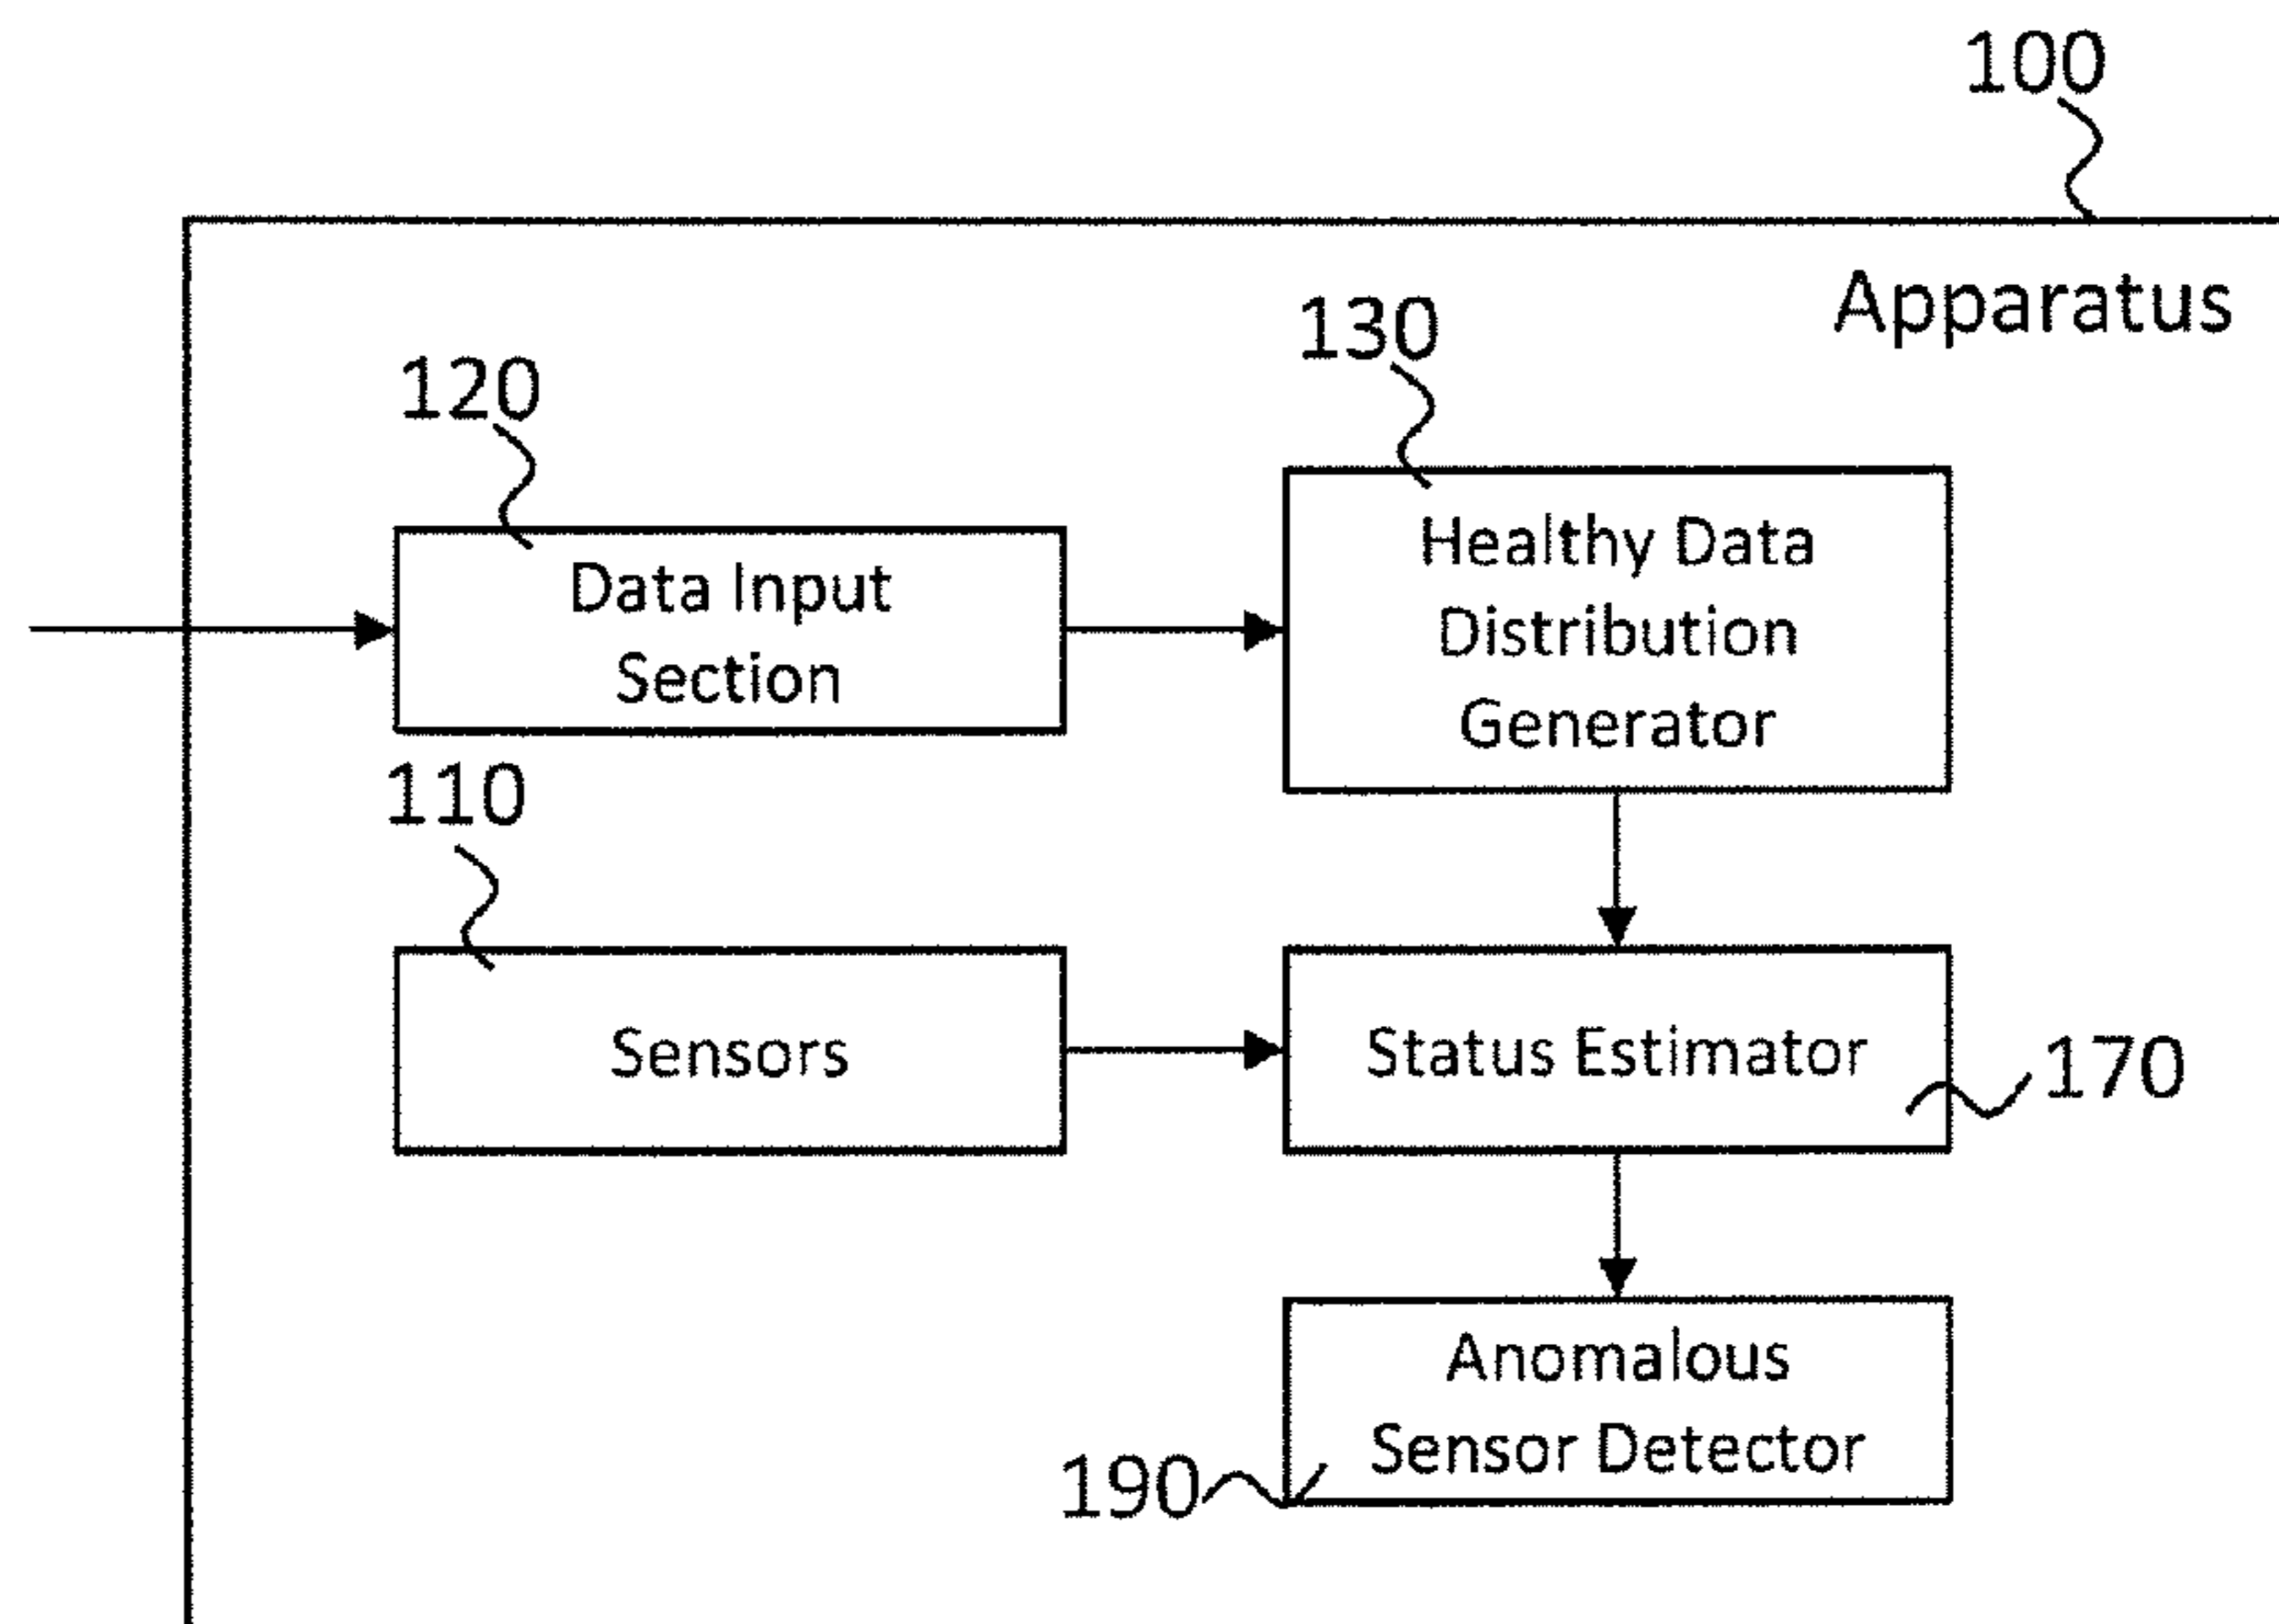 100
Apparatus
130
120
Healthy Data
Distribution
Generator
Data Input
Section
110
Sensors
Status Estimator
170
Anomalous
Sensor Detector
190